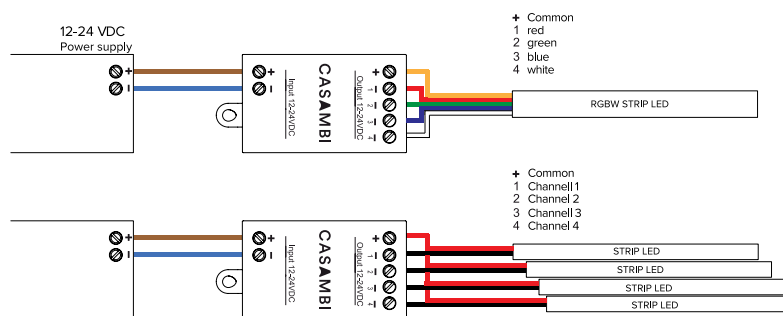 12-24 VDC
Power supply
+ -
+ -
Input 12-24VDC
CASAMBI
Output 12-24VDC
+
1 -
2 -
3 -
4 -
+ Common
1 red
2 green
3 blue
4 white
RGBW STRIP LED
+ -
+ -
Input 12-24VDC
CASAMBI
Output 12-24VDC
+
1 -
2 -
3 -
4 -
+ Common
1 Channell 1
2 Channel 2
3 Channell 3
4 Channel 4
STRIP LED
STRIP LED
STRIP LED
STRIP LED